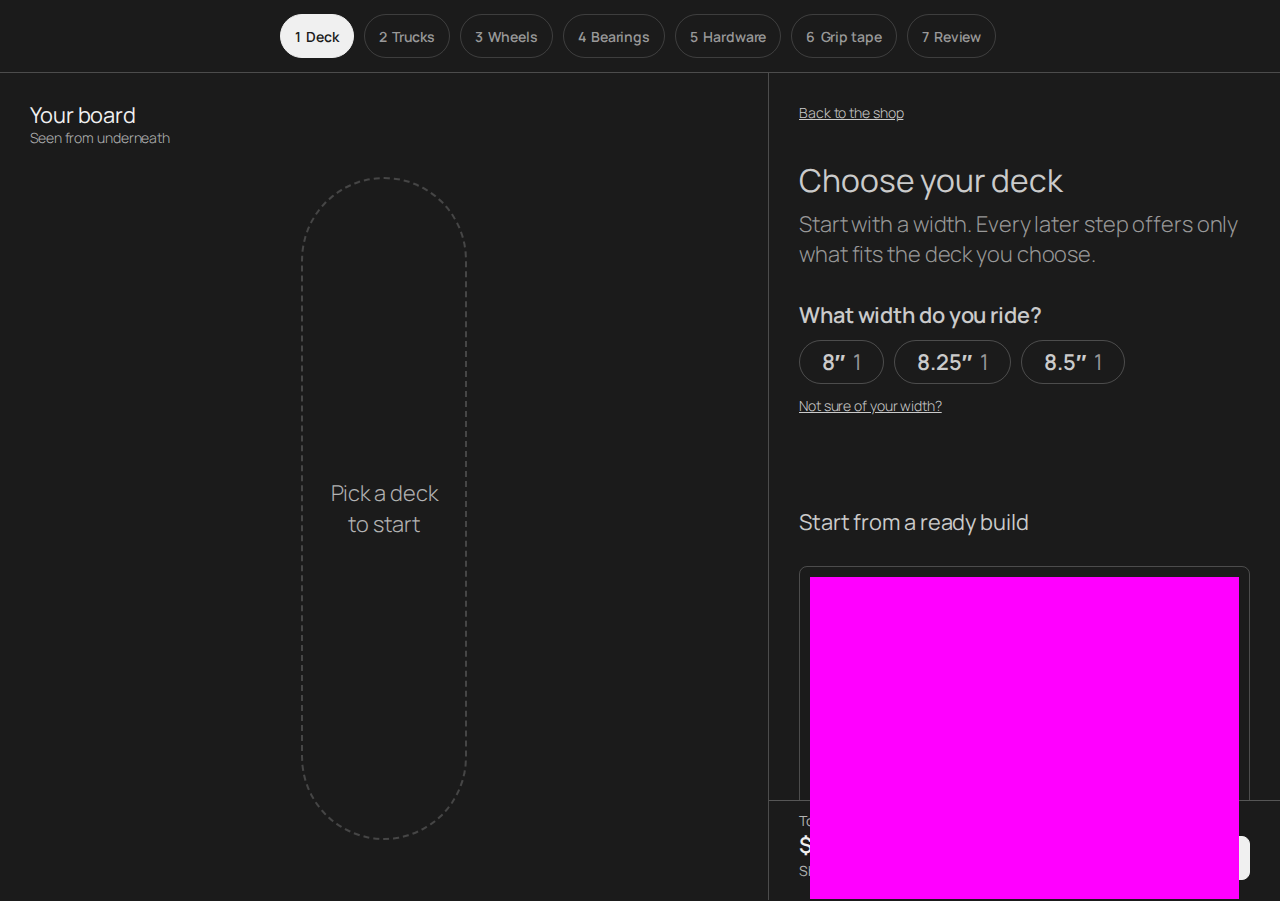 1 Deck
2 Trucks
3 Wheels
4 Bearings
5 Hardware
6 Grip tape
7 Review
Your board
Seen from underneath
Pick a deck
to start
Back to the shop
Choose your deck
Start with a width. Every later step offers only
what fits the deck you choose.
What width do you ride?
8″ 1
8.25″ 1
8.5″ 1
Not sure of your width?
Start from a ready build
$